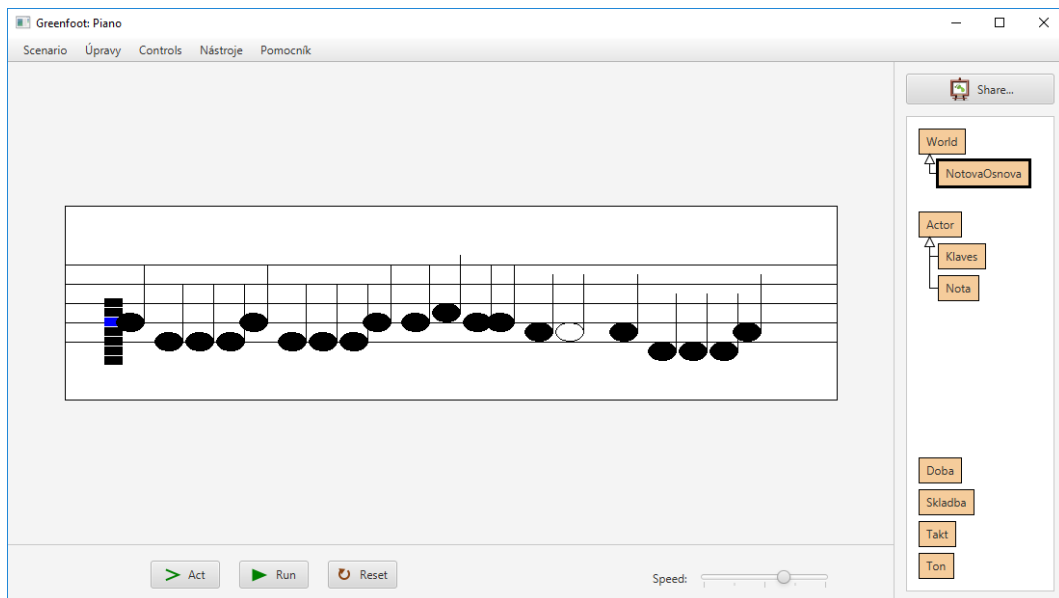 Greenfoot: Piano
Scenario Úpravy Controls Nástroje Pomocník
Share...
World
NotovaOsnova
Actor
Klaves
Nota
Doba
Skladba
Takt
Ton
Act Run Reset Speed: